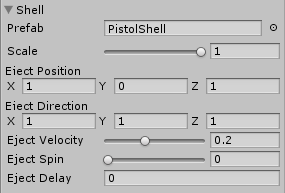 Shell
Prefab PistolShell
Scale 1
Eject Position
X 1 Y 0 Z 1
Eject Direction
X 1 Y 1 Z 1
Eject Velocity 0.2
Eject Spin 0
Eject Delay 0